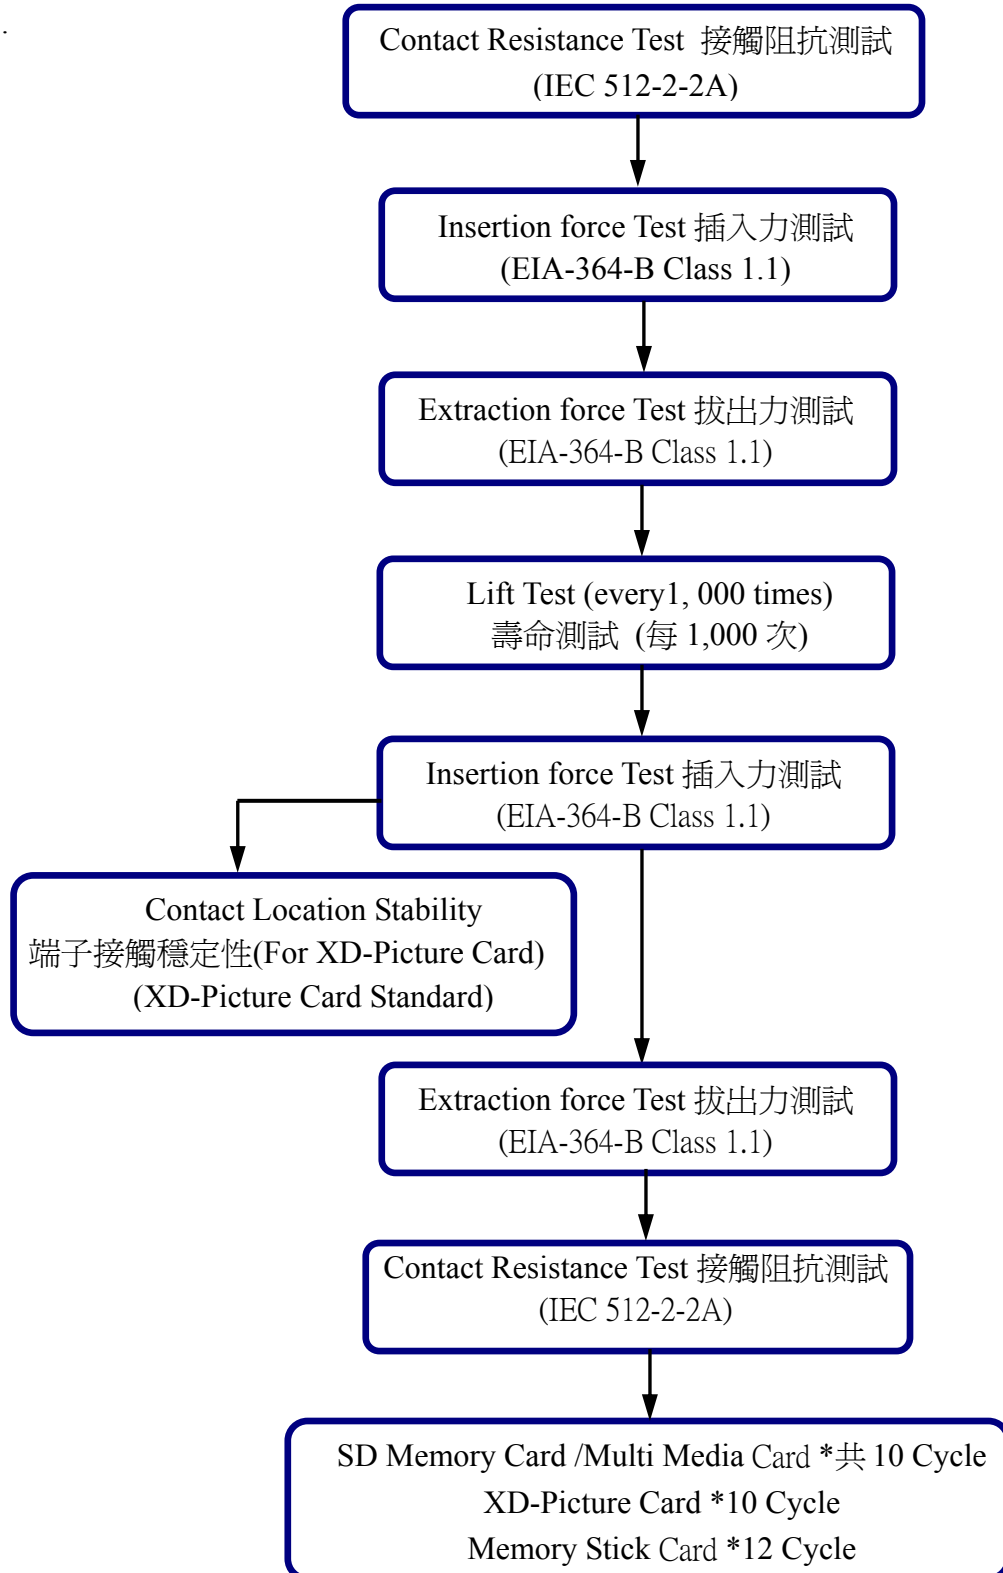 Contact Resistance Test 接觸阻抗測試
(IEC 512-2-2A)
Insertion force Test 插入力測試
(EIA-364-B Class 1.1)
Extraction force Test 拔出力測試
(EIA-364-B Class 1.1)
Lift Test (every1, 000 times)
壽命測試 (每 1,000 次)
Insertion force Test 插入力測試
(EIA-364-B Class 1.1)
Contact Location Stability
端子接觸穩定性(For XD-Picture Card)
(XD-Picture Card Standard)
Extraction force Test 拔出力測試
(EIA-364-B Class 1.1)
Contact Resistance Test 接觸阻抗測試
(IEC 512-2-2A)
SD Memory Card /Multi Media Card *共 10 Cycle
XD-Picture Card *10 Cycle
Memory Stick Card *12 Cycle